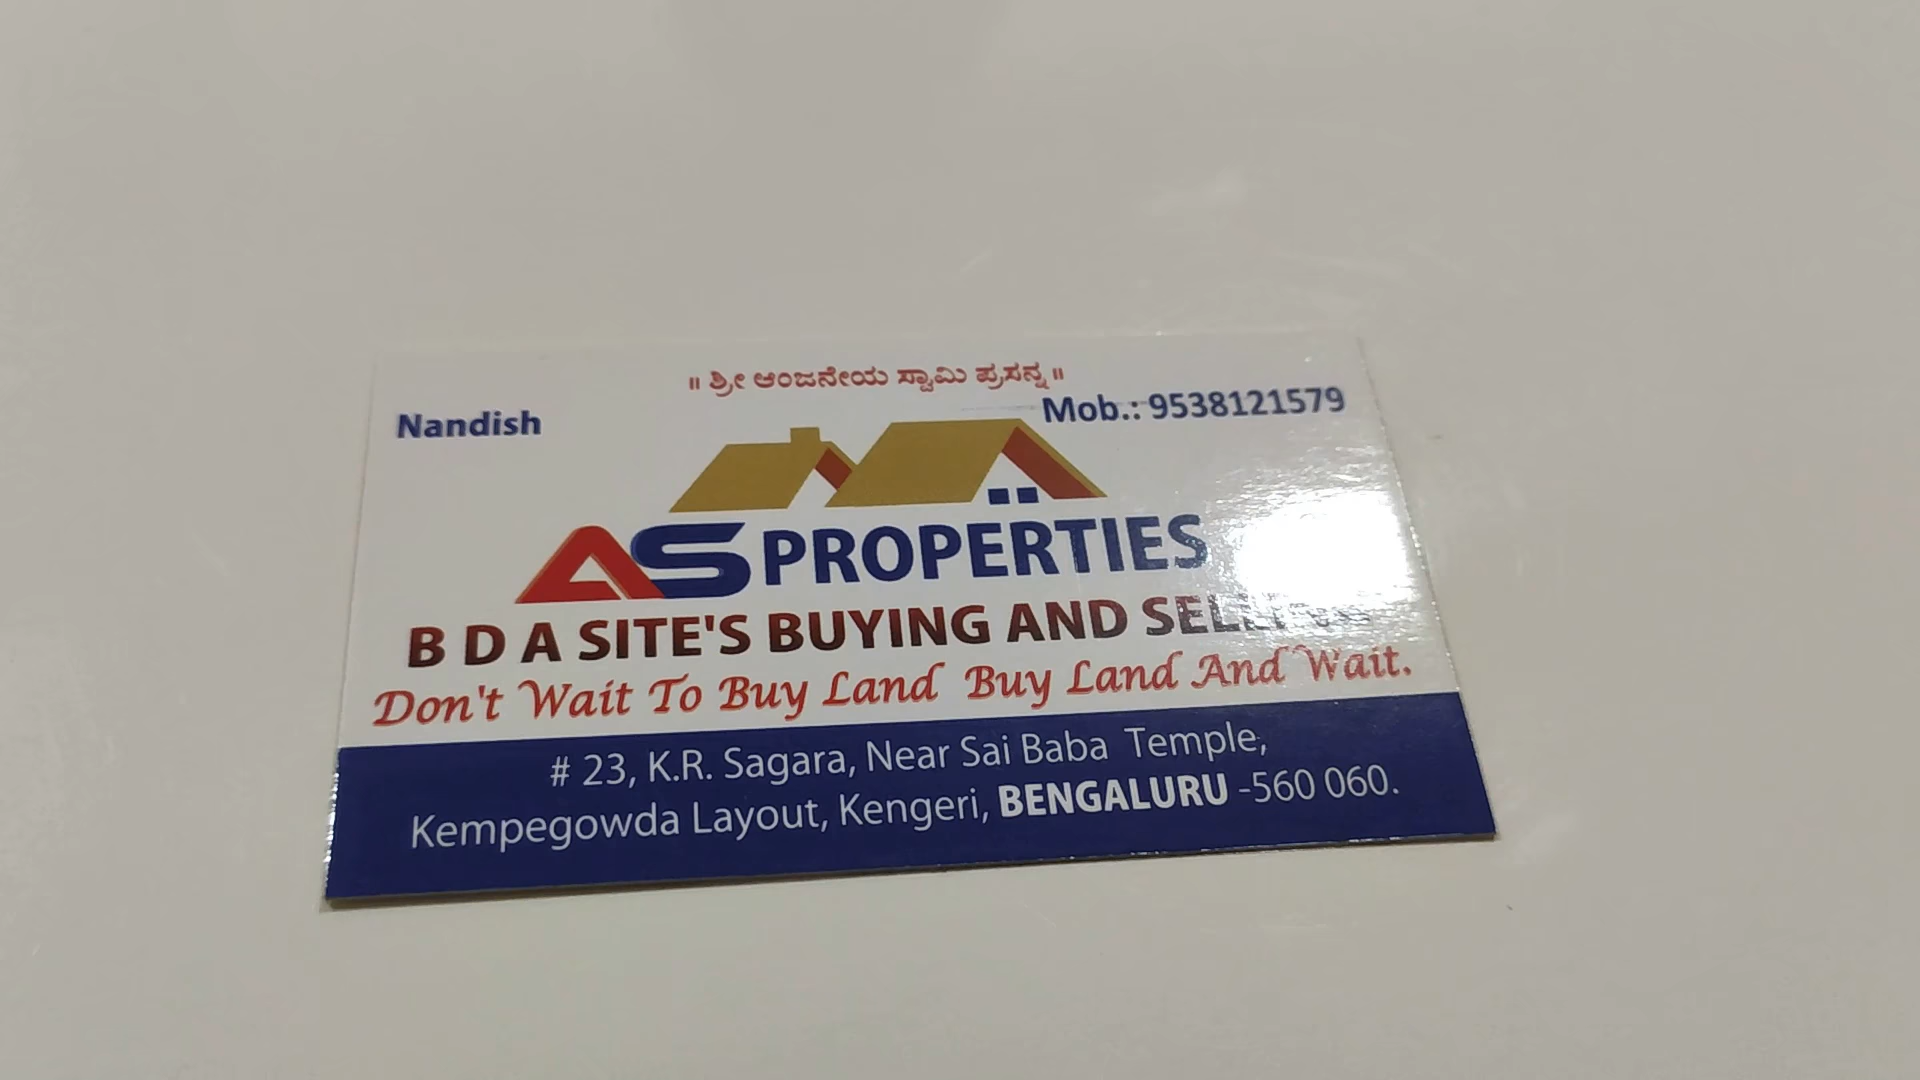 ॥ ಶ್ರೀ ಆಂಜನೇಯ ಸ್ವಾಮಿ ಪ್ರಸನ್ನ ॥
Nandish
Mob.: 9538121579
AS PROPERTIES
B D A SITE'S BUYING AND
Don't Wait To Buy Land Buy Land And Wait.
# 23, K.R. Sagara, Near Sai Baba Temple,
Kempegowda Layout, Kengeri, BENGALURU -560 060.